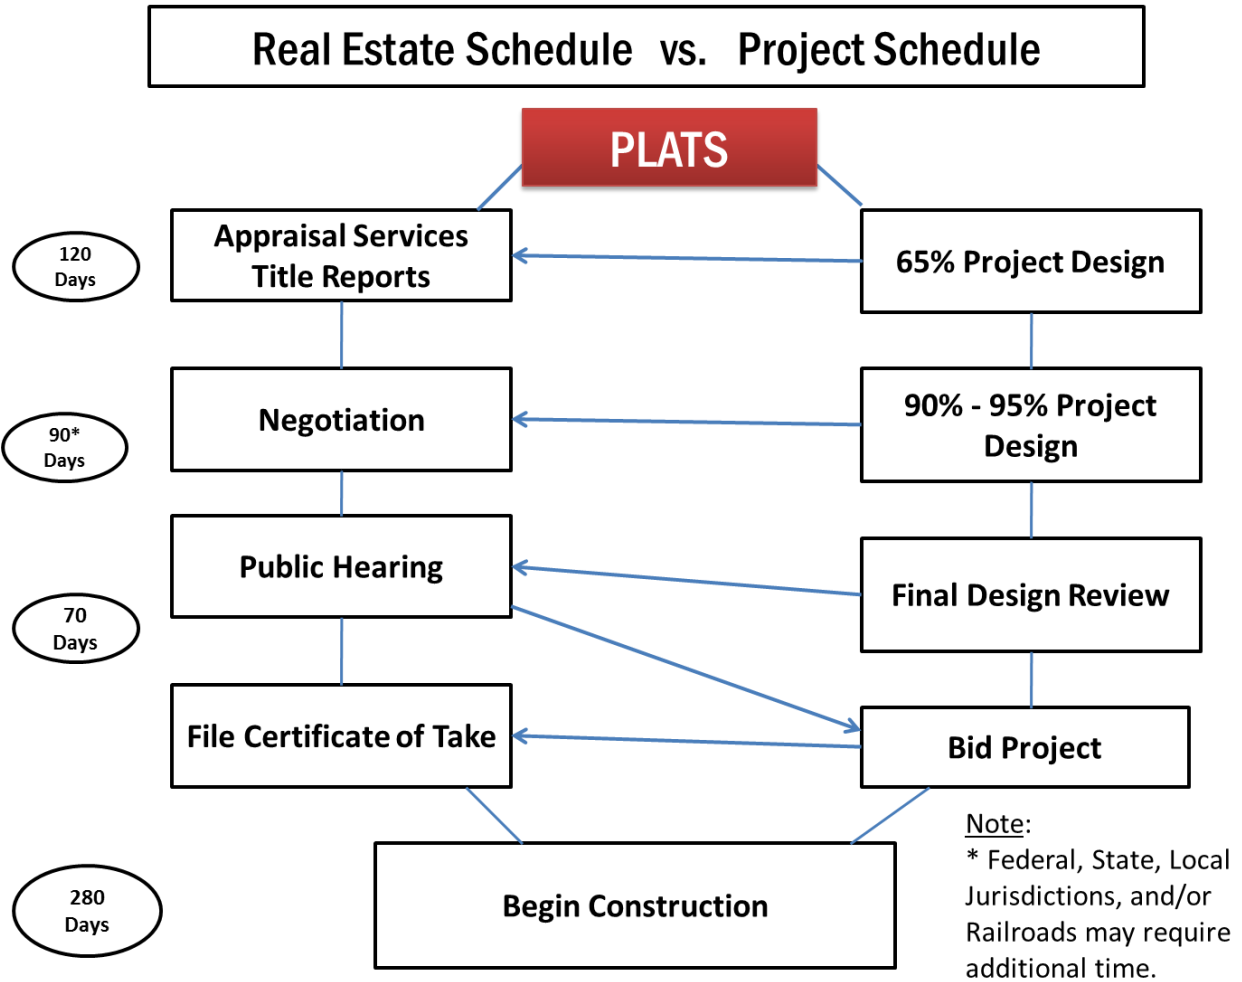 Real Estate Schedule vs. Project Schedule
PLATS
120
Days
Appraisal Services
Title Reports
65% Project Design
90*
Days
Negotiation
90% - 95% Project
Design
70
Days
Public Hearing
Final Design Review
File Certificate of Take
Bid Project
280
Days
Begin Construction
Note:
* Federal, State, Local
Jurisdictions, and/or
Railroads may require
additional time.